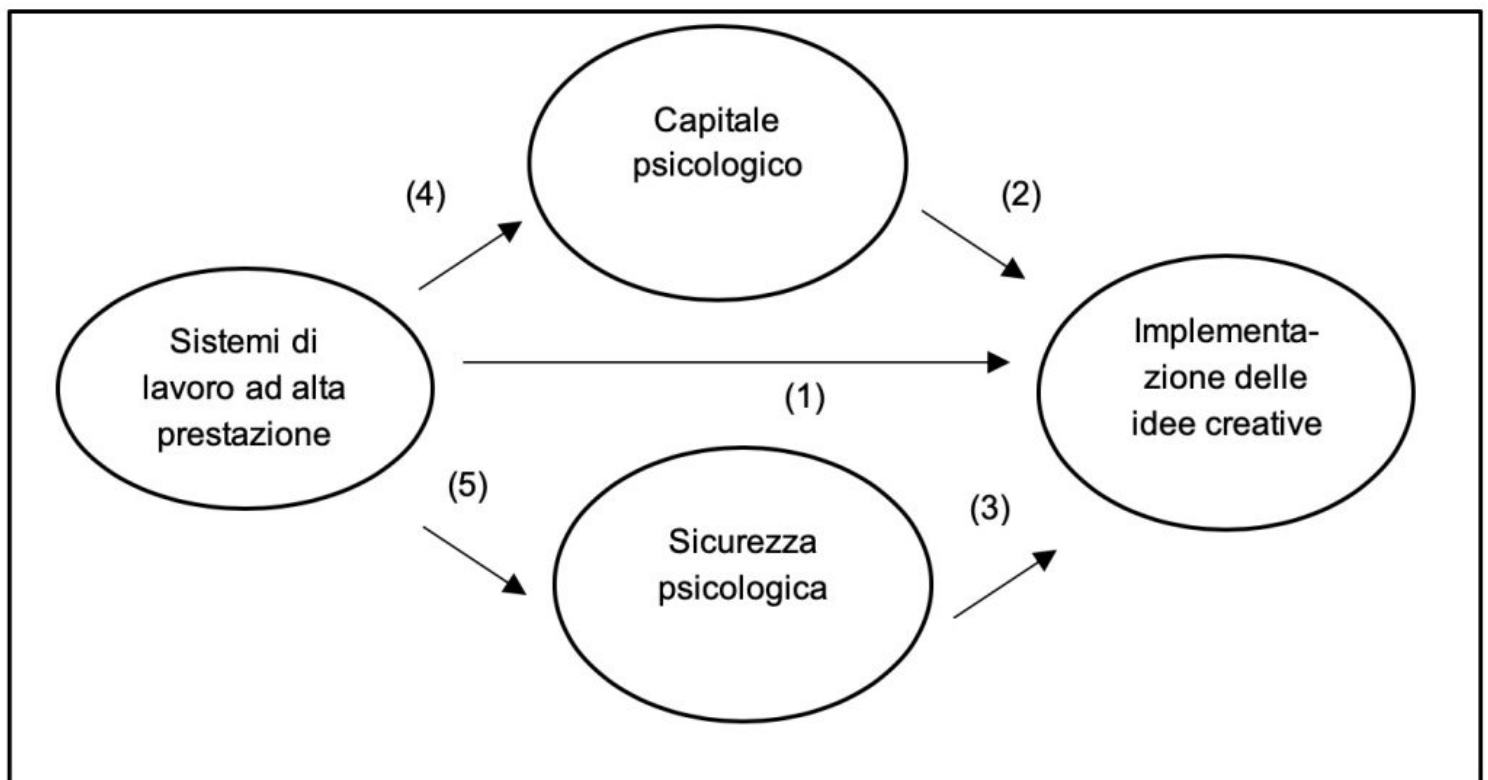 Capitale
psicologico
(4)
(2)
Sistemi di
lavoro ad alta
prestazione
Implementa-
zione delle
idee creative
(1)
(5)
(3)
Sicurezza
psicologica